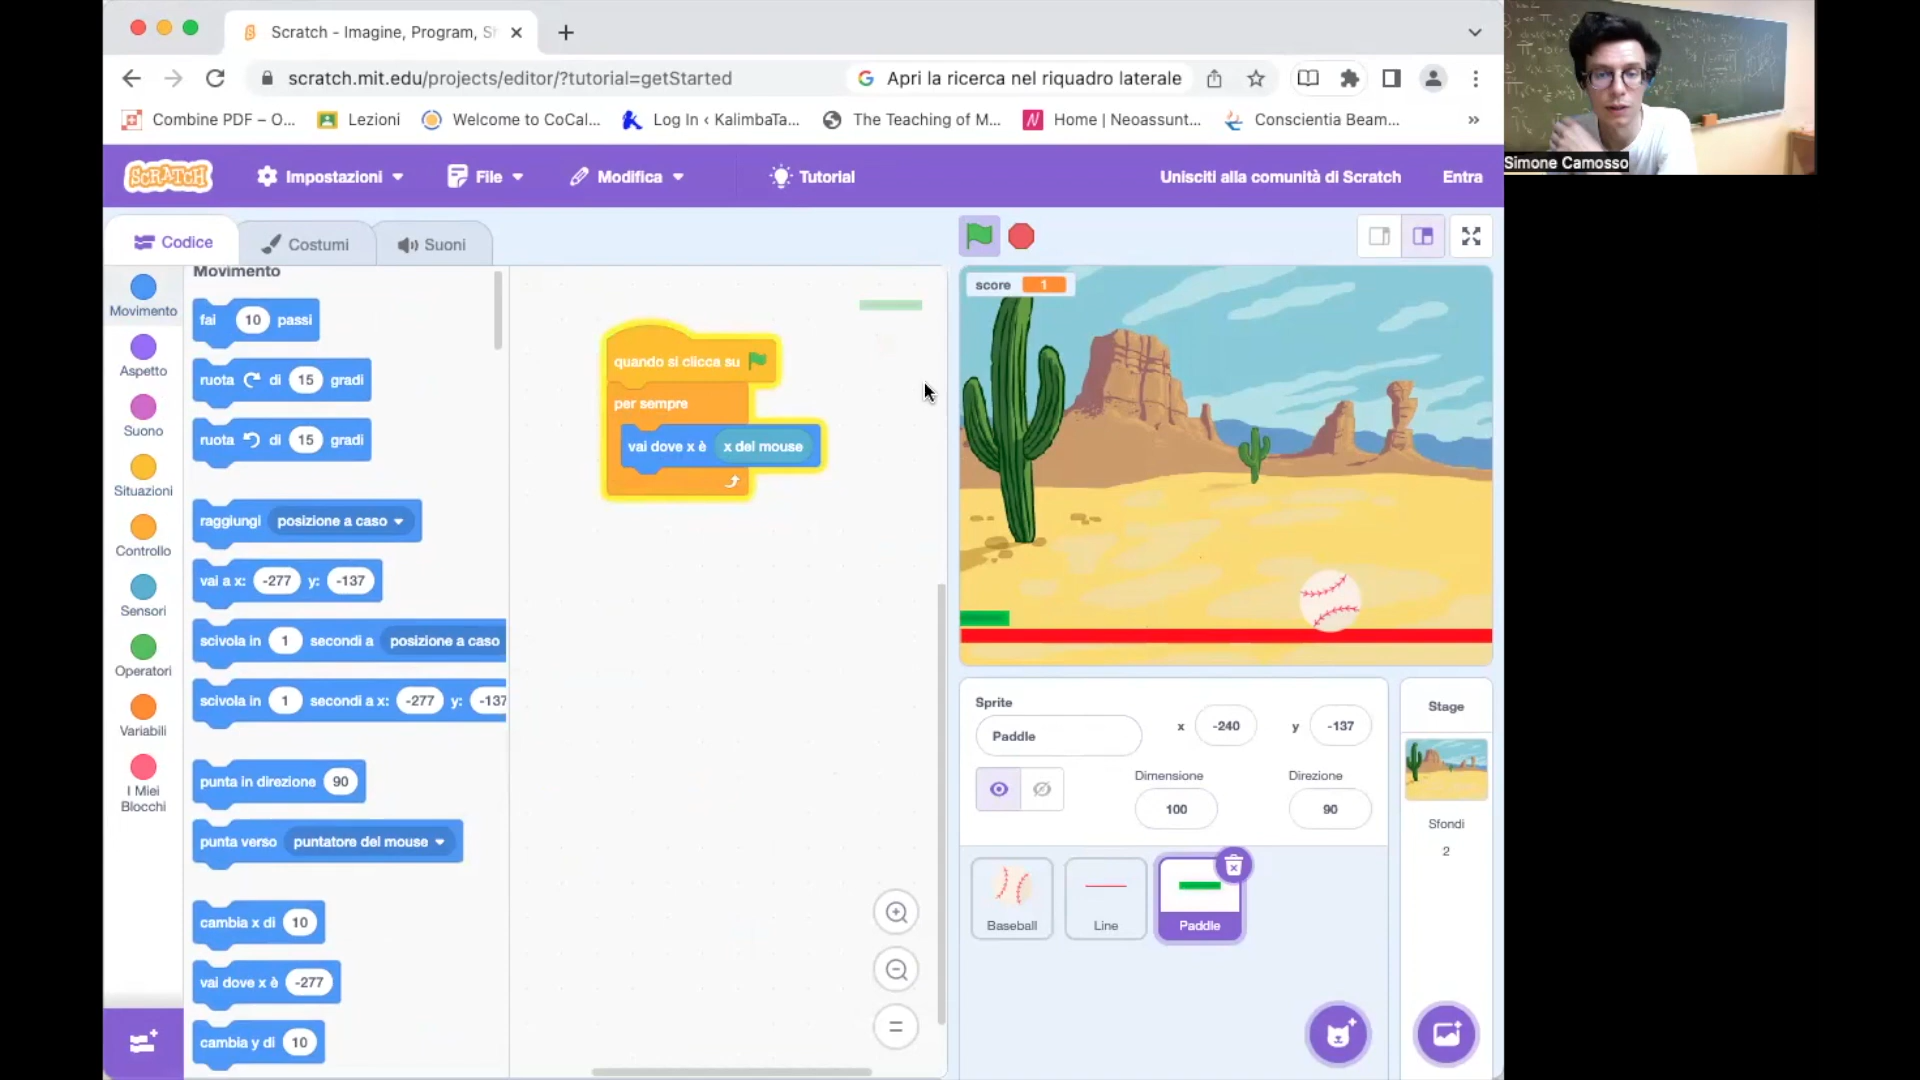 Scratch - Imagine, Program, Sh
scratch.mit.edu/projects/editor/?tutorial=getStarted
Apri la ricerca nel riquadro laterale
Combine PDF – O...
Lezioni
Welcome to CoCal...
Log In ‹ KalimbaTa...
The Teaching of M...
Home | Neoassunt...
Conscientia Beam...
»
Simone Camosso
SCRATCH
Impostazioni
File
Modifica
Tutorial
Unisciti alla comunità di Scratch
Entra
Codice
Costumi
Suoni
Movimento
Aspetto
Suono
Situazioni
Controllo
Sensori
Operatori
Variabili
I Miei
Blocchi
Movimento
fai 10 passi
ruota di 15 gradi
ruota di 15 gradi
raggiungi posizione a caso
vai a x: -277 y: -137
scivola in 1 secondi a posizione a caso
scivola in 1 secondi a x: -277 y: -137
punta in direzione 90
punta verso puntatore del mouse
cambia x di 10
vai dove x è -277
cambia y di 10
quando si clicca su
per sempre
vai dove x è x del mouse
score 1
Sprite
Paddle
x -240
y -137
Dimensione
100
Direzione
90
Baseball
Line
Paddle
Stage
Sfondi
2